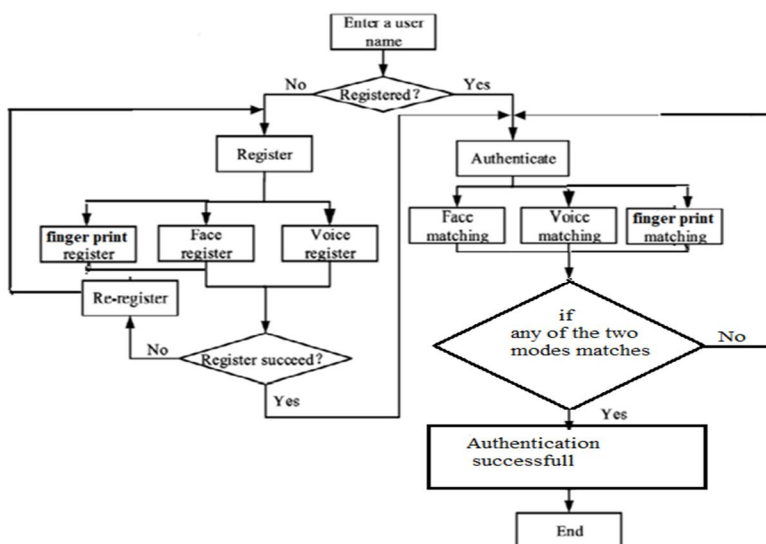 Enter a user
name
No
Registered?
Yes
Register
Authenticate
finger print
register
Face
register
Voice
register
Face
matching
Voice
matching
finger print
matching
Re-register
if
any of the two
modes matches
No
No
Register succeed?
Yes
Yes
Authentication
successfull
End